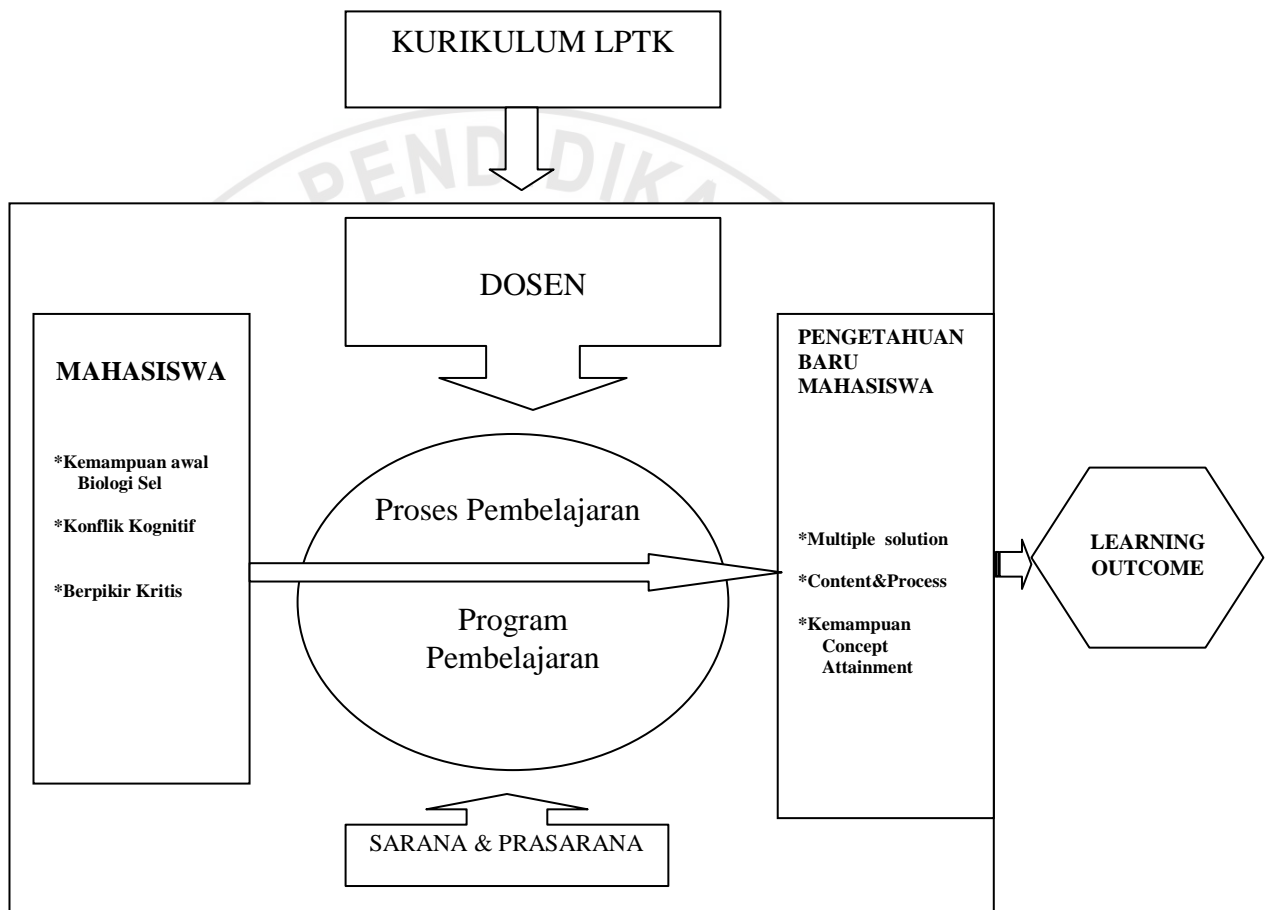 KURIKULUM LPTK
PENDIDIKA
DOSEN
MAHASISWA
*Kemampuan awal
Biologi Sel
*Konflik Kognitif
*Berpikir Kritis
Proses Pembelajaran
Program
Pembelajaran
PENGETAHUAN
BARU
MAHASISWA
*Multiple solution
*Content&Process
*Kemampuan
Concept
Attainment
LEARNING
OUTCOME
SARANA & PRASARANA